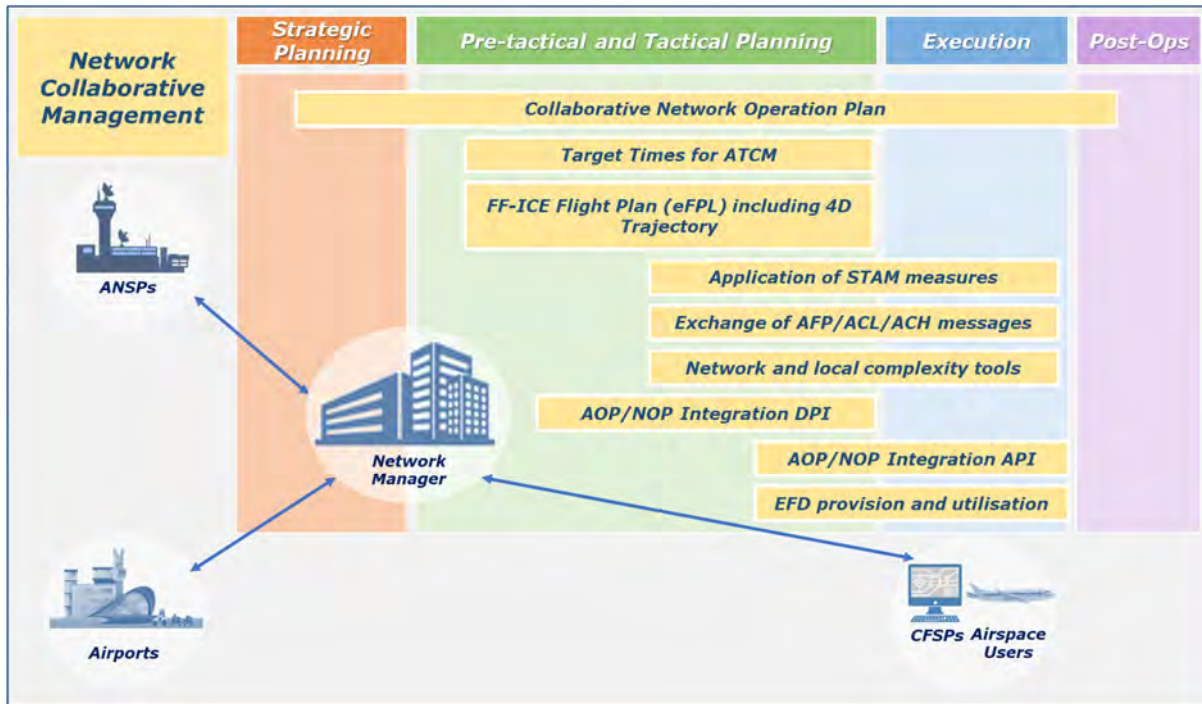 Network
Collaborative
Management
Strategic
Planning
Pre-tactical and Tactical Planning
Execution
Post-Ops
Collaborative Network Operation Plan
Target Times for ATCM
FF-ICE Flight Plan (eFPL) including 4D
Trajectory
Application of STAM measures
Exchange of AFP/ACL/ACH messages
Network and local complexity tools
AOP/NOP Integration DPI
AOP/NOP Integration API
EFD provision and utilisation
ANSPs
Network
Manager
Airports
CFSPs
Airspace
Users